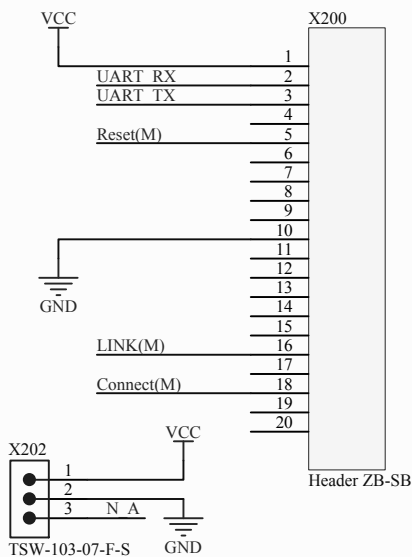 VCC
X200
1
UART_RX 2
UART_TX 3
4
Reset(M) 5
6
7
8
9
10
11
12
GND 13
14
15
LINK(M) 16
17
Connect(M) 18
19
20
VCC
X202
Header ZB-SB
1
2
3 N_A
TSW-103-07-F-S GND